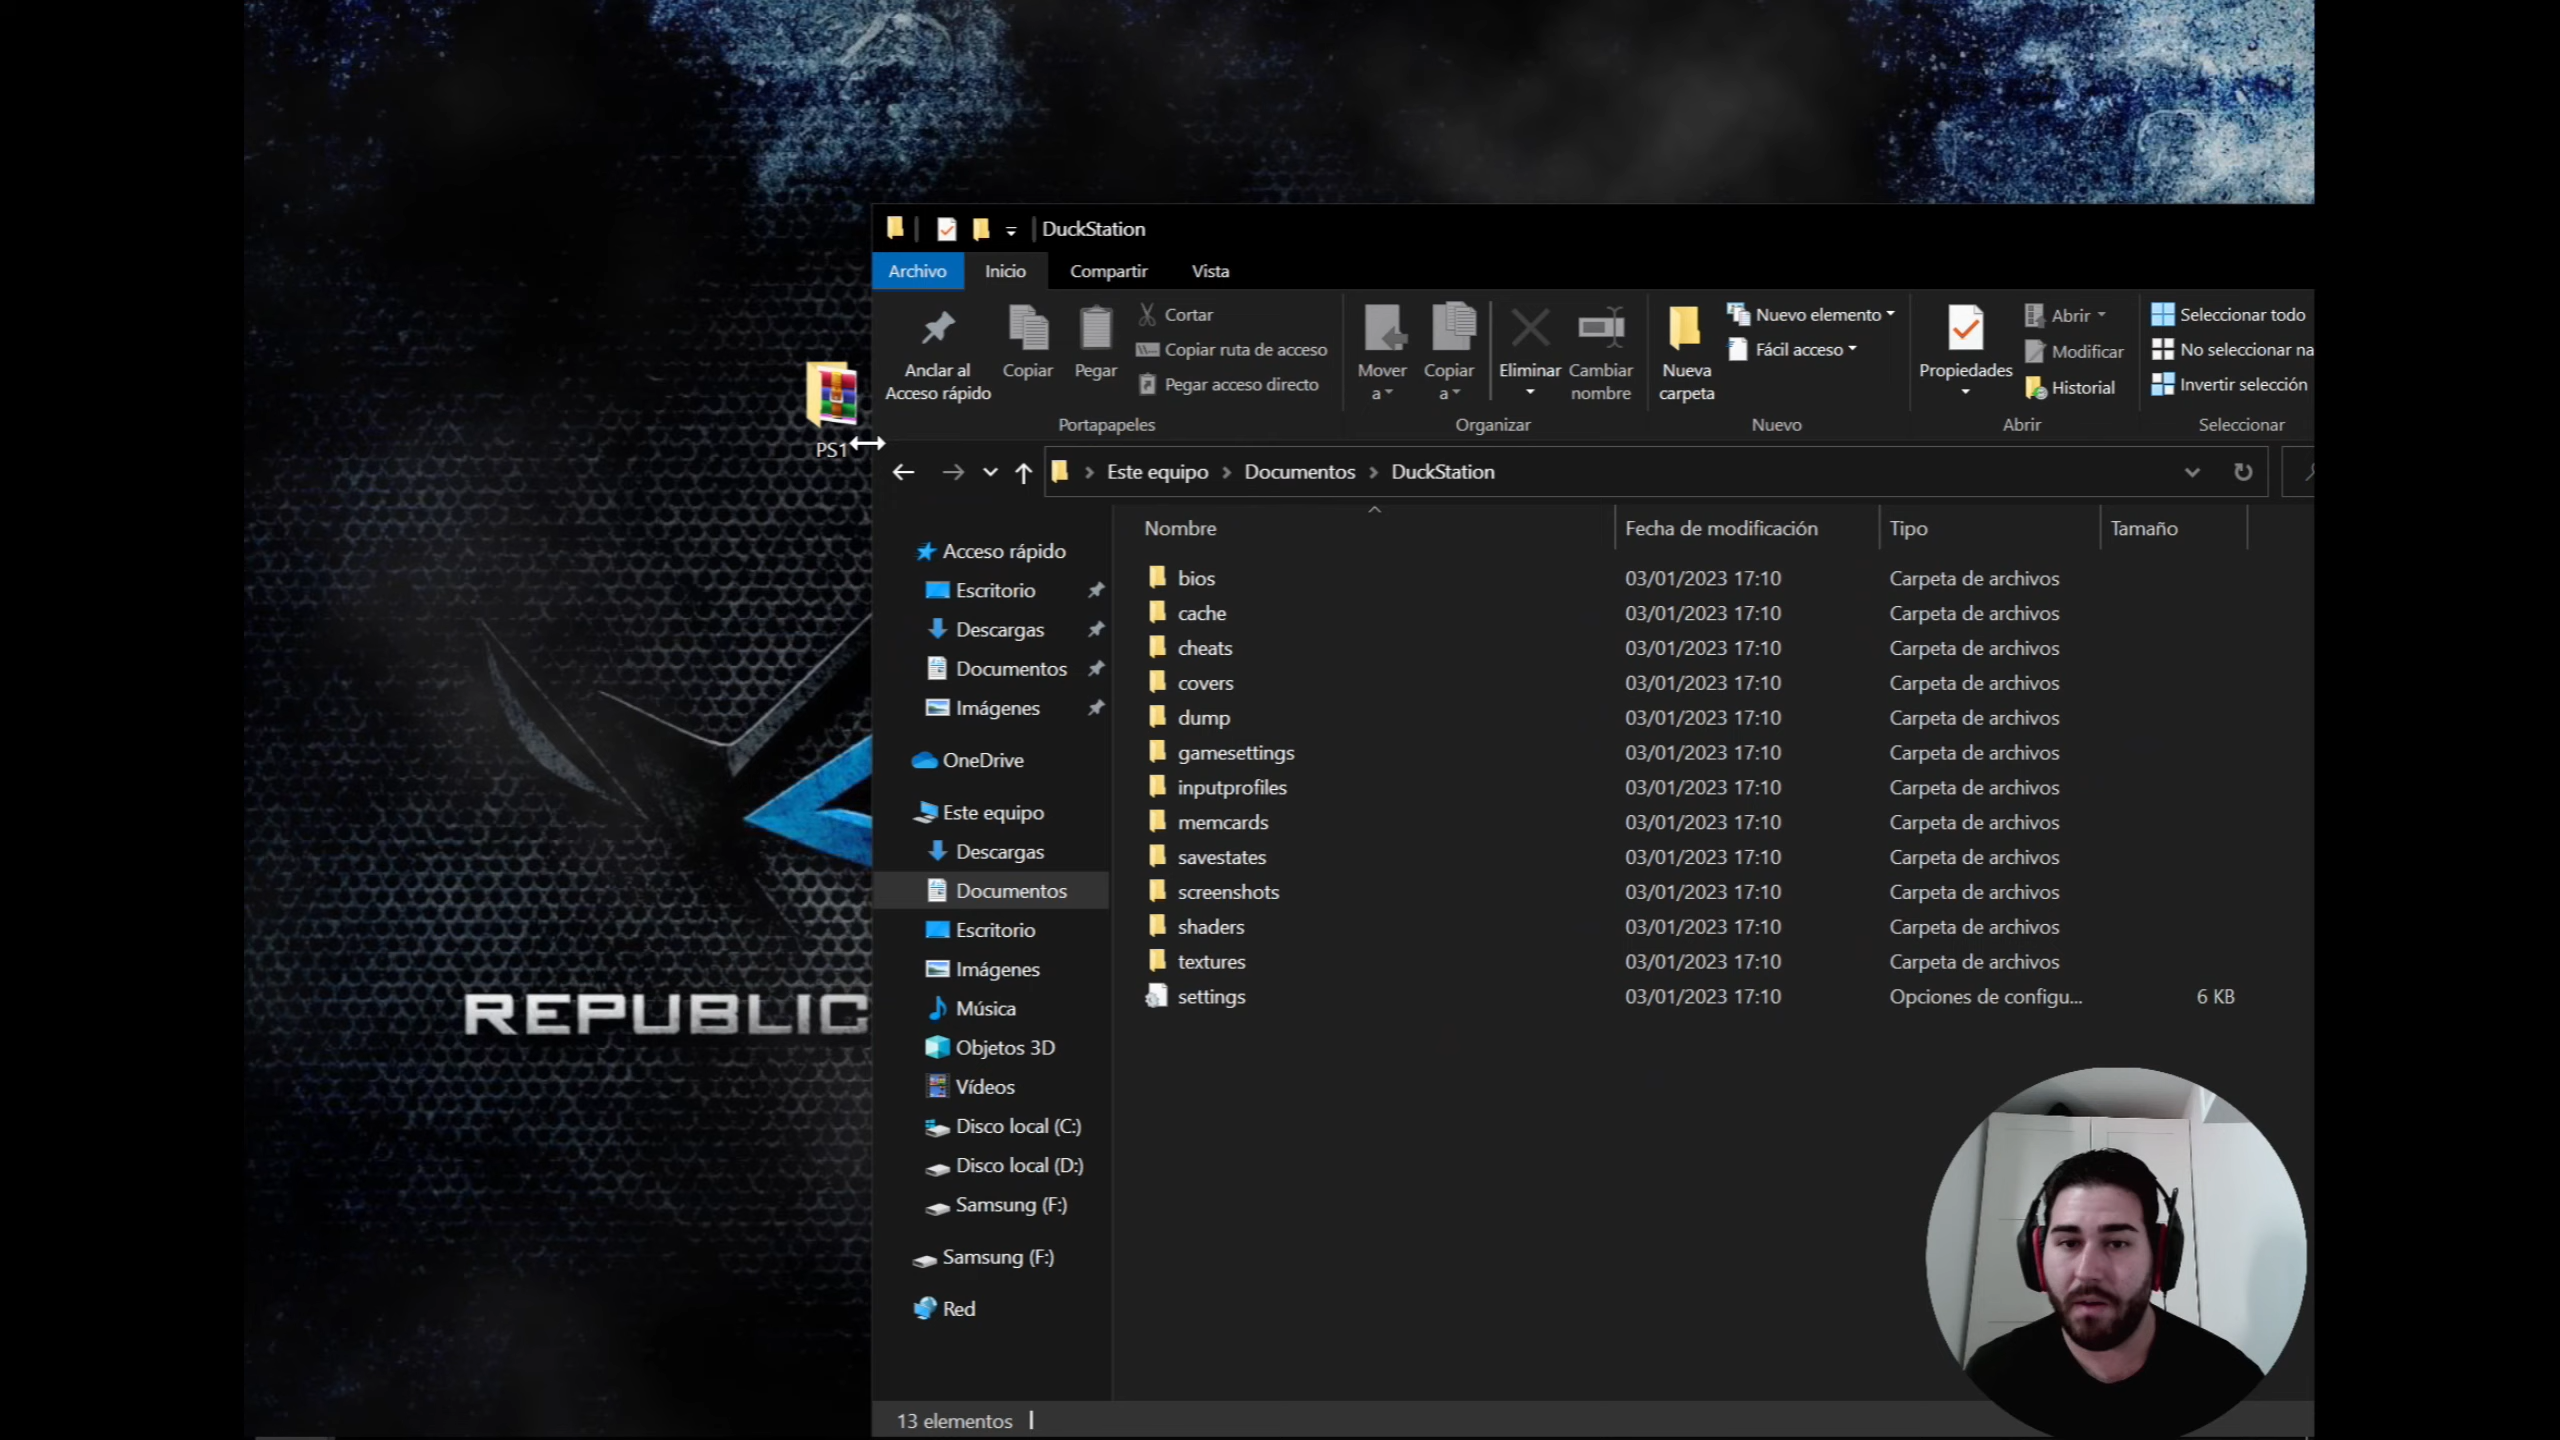 DuckStation
Archivo Inicio Compartir Vista
Anclar al Acceso rápido
Copiar
Pegar
Cortar
Copiar ruta de acceso
Pegar acceso directo
Portapapeles
Mover a
Copiar a
Eliminar
Cambiar nombre
Organizar
Nueva carpeta
Nuevo elemento
Fácil acceso
Nuevo
Propiedades
Abrir
Modificar
Historial
Abrir
Seleccionar todo
No seleccionar na
Invertir selección
Seleccionar
PS1
Este equipo > Documentos > DuckStation
Acceso rápido
Escritorio
Descargas
Documentos
Imágenes
OneDrive
Este equipo
Descargas
Documentos
Escritorio
Imágenes
Música
Objetos 3D
Vídeos
Disco local (C:)
Disco local (D:)
Samsung (F:)
Samsung (F:)
Red
Nombre Fecha de modificación Tipo Tamaño
bios 03/01/2023 17:10 Carpeta de archivos
cache 03/01/2023 17:10 Carpeta de archivos
cheats 03/01/2023 17:10 Carpeta de archivos
covers 03/01/2023 17:10 Carpeta de archivos
dump 03/01/2023 17:10 Carpeta de archivos
gamesettings 03/01/2023 17:10 Carpeta de archivos
inputprofiles 03/01/2023 17:10 Carpeta de archivos
memcards 03/01/2023 17:10 Carpeta de archivos
savestates 03/01/2023 17:10 Carpeta de archivos
screenshots 03/01/2023 17:10 Carpeta de archivos
shaders 03/01/2023 17:10 Carpeta de archivos
textures 03/01/2023 17:10 Carpeta de archivos
settings 03/01/2023 17:10 Opciones de configu... 6 KB
REPUBLIC
13 elementos